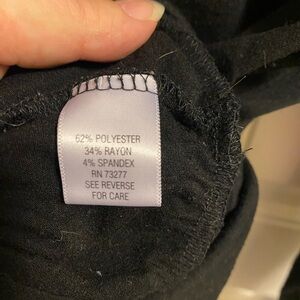 62% POLYESTER
34% RAYON
4% SPANDEX
RN 73277
SEE REVERSE
FOR CARE